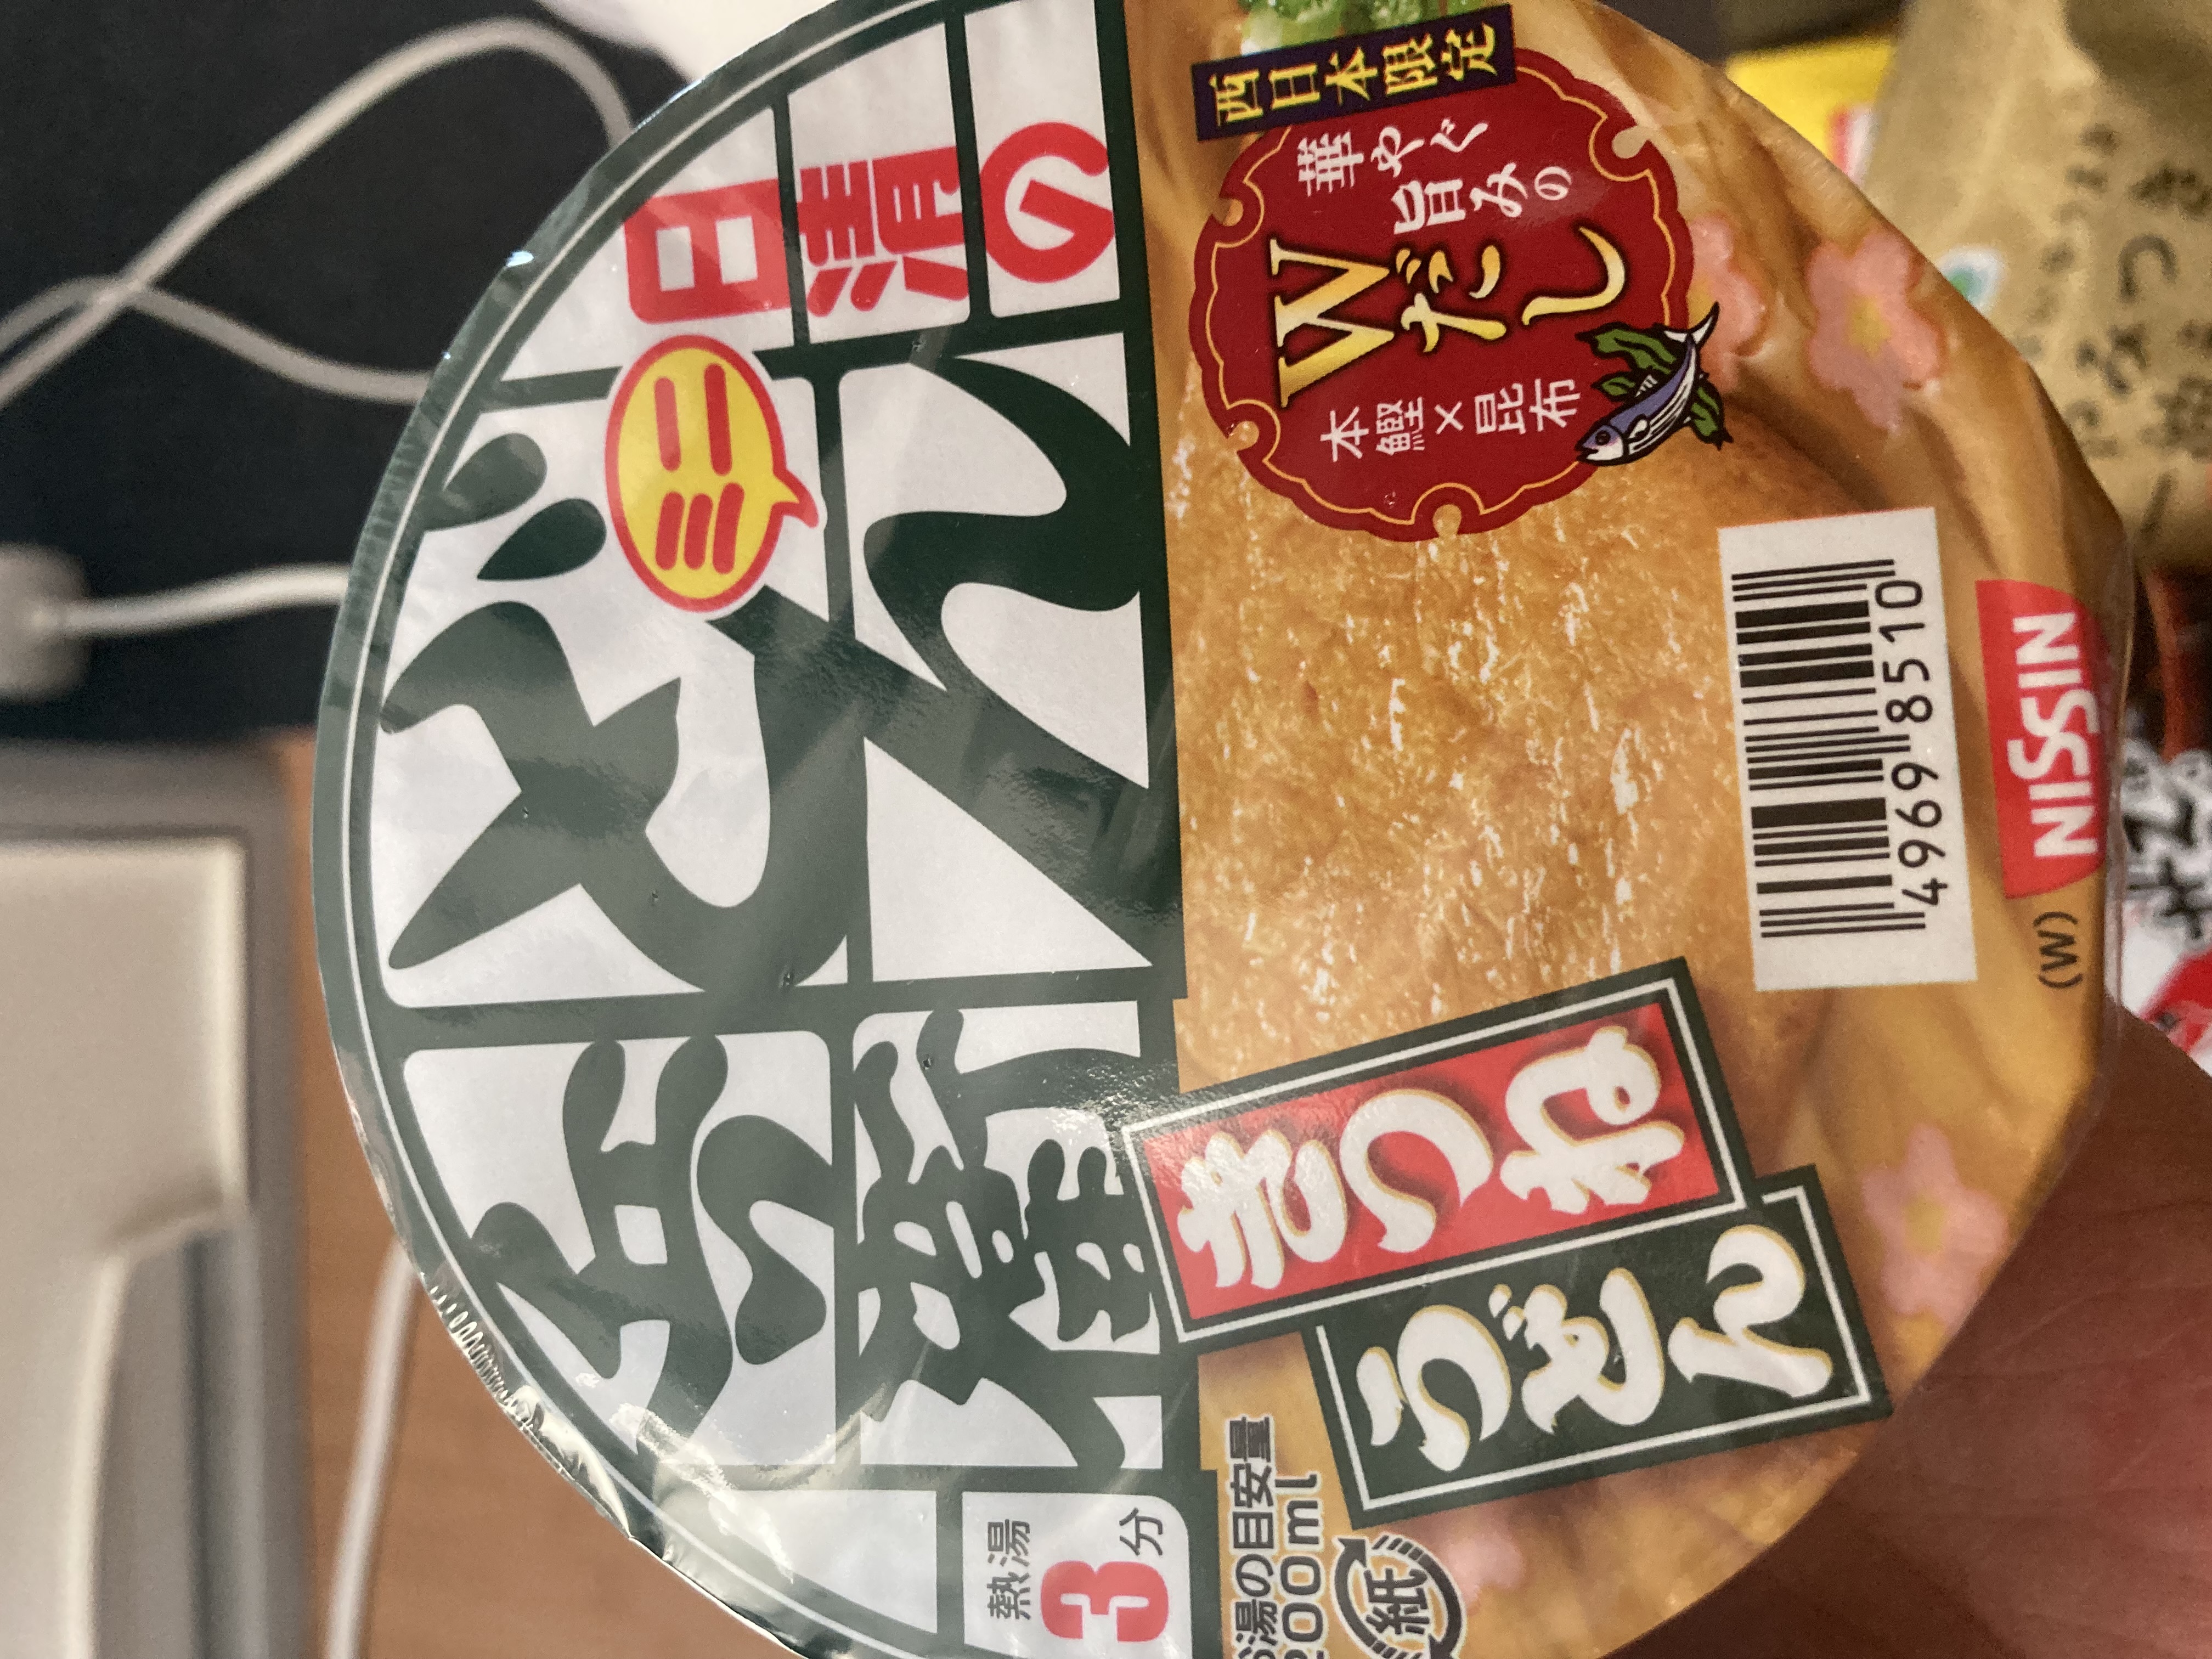 日清の
どん
ミニ
兵衛
熱湯
3分
西日本限定
華やぐ
旨みの
Wだし
本鰹×昆布
きつね
うどん
お湯の目安量
200ml
紙
4969 8510
NISSIN
(W)